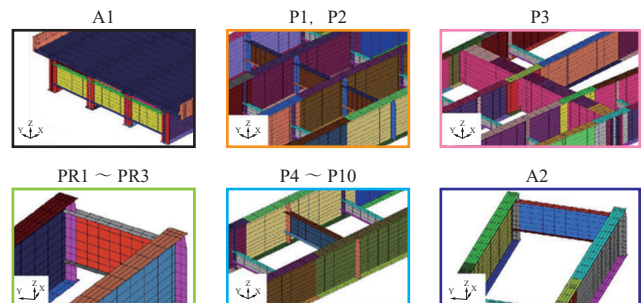 A1
P1, P2
P3
Z
Y X
Z
Y X
Z
Y X
PR1 ～ PR3
P4 ～ P10
A2
Z
Y X
Z
Y X
Z
Y X